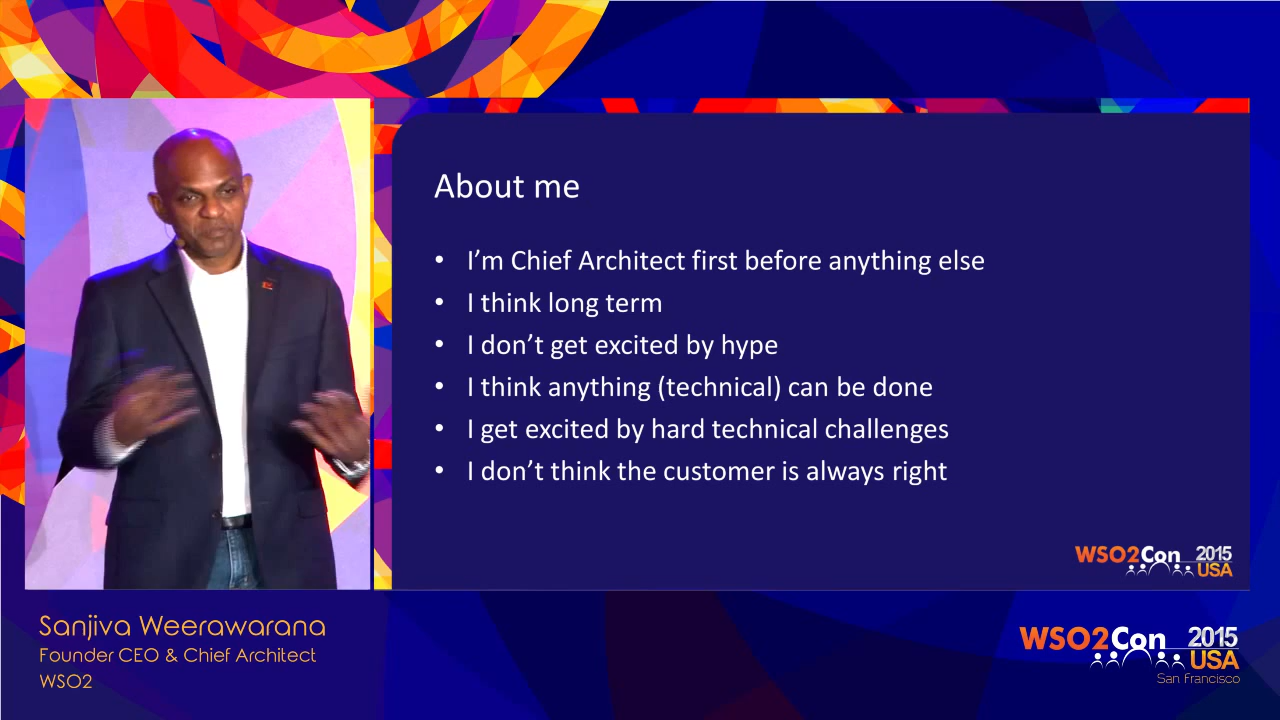 About me
• I’m Chief Architect first before anything else
• I think long term
• I don’t get excited by hype
• I think anything (technical) can be done
• I get excited by hard technical challenges
• I don’t think the customer is always right
WSO2Con 2015
USA
Sanjiva Weerawarana
Founder CEO & Chief Architect
WSO2
WSO2Con 2015
USA
San Francisco